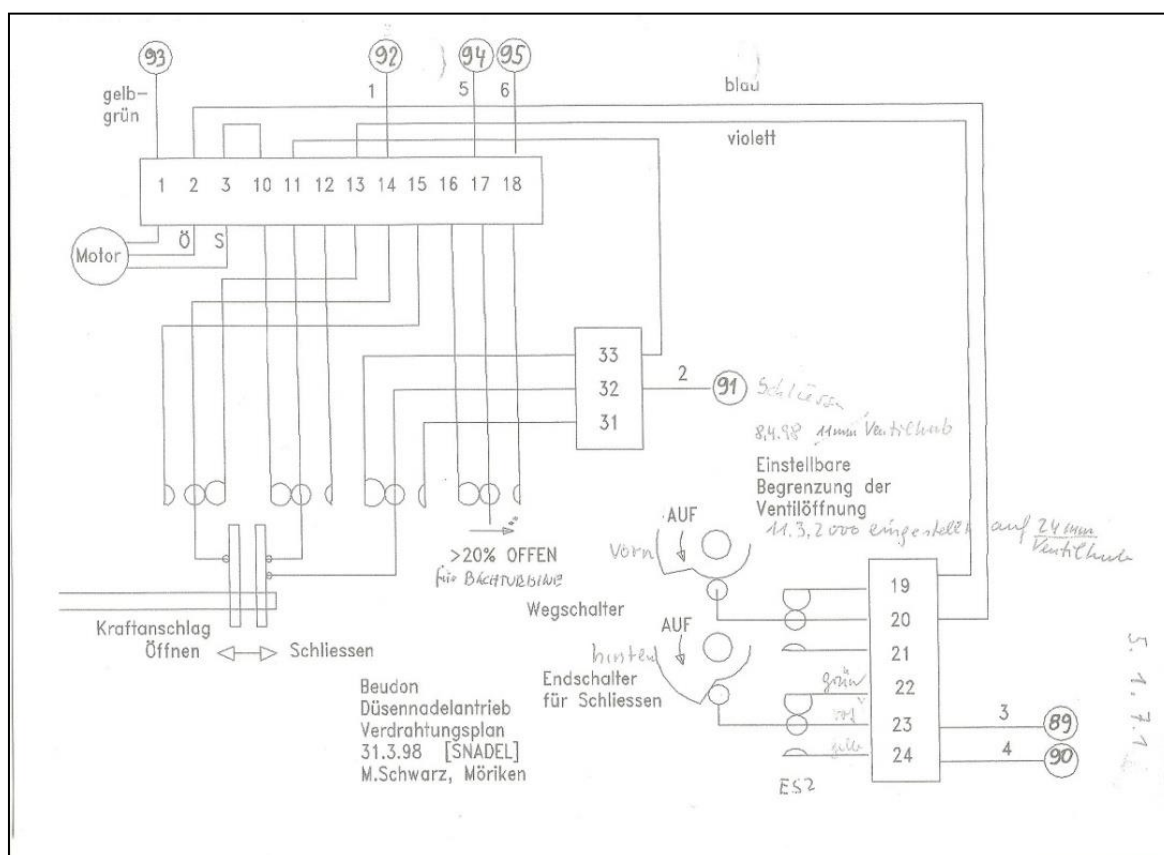 93
92
94
95
gelb-
grün
1
5
6
blau
violett
1 2 3 10 11 12 13 14 15 16 17 18
Motor
Ö
S
33
32
31
2
91
Schliessen
8.4.98 11mm Ventilhub
Einstellbare
Begrenzung der
Ventilöffnung
11.3.2000 eingestellt auf 24mm
Ventilhub
>20% OFFEN
für BACHTURBINE
AUF
Vorn
Wegschalter
AUF
hinten
Endschalter
für Schliessen
19
20
21
grün 22
rot 23
gelb 24
3
89
4
90
ES2
Kraftanschlag
Öffnen
Schliessen
Beudon
Düsennadelantrieb
Verdrahtungsplan
31.3.98 [SNADEL]
M.Schwarz, Möriken
5.1.7.1